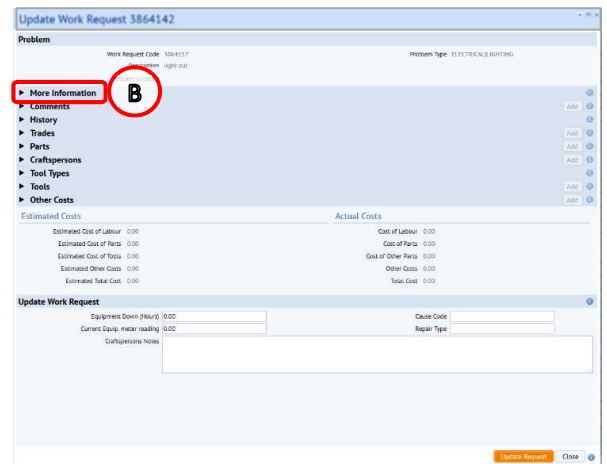 Update Work Request 3864142
Problem
Work Request Code 3864157 Problem Type ELECTRICAL|LIGHTING
Description light out
► More Information B
► Comments Add
► History
► Trades Add
► Parts Add
► Craftspersons Add
► Tool Types
► Tools Add
► Other Costs Add
Estimated Costs Actual Costs
Estimated Cost of Labour 0.00 Cost of Labour 0.00
Estimated Cost of Parts 0.00 Cost of Parts 0.00
Estimated Cost of Tools 0.00 Cost of Other Parts 0.00
Estimated Other Costs 0.00 Other Costs 0.00
Estimated Total Cost 0.00 Total Cost 0.00
Update Work Request
Equipment Down (Hours) 0.00 Cause Code
Current Equip. meter reading 0.00 Repair Type
Craftspersons Notes
Update Request Close